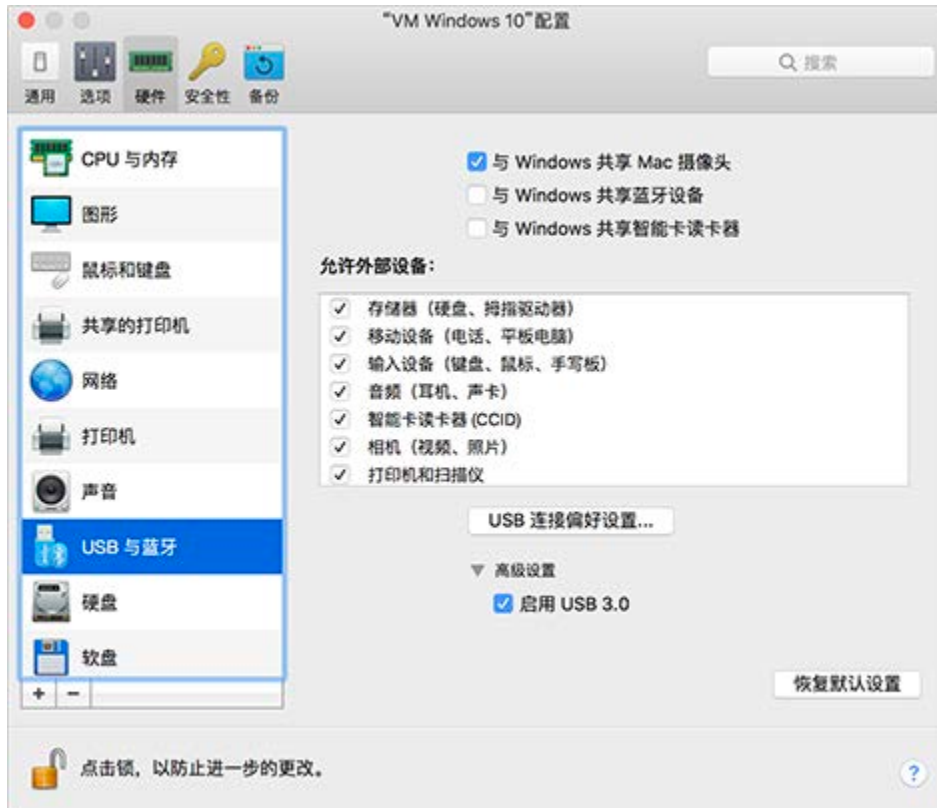 “VM Windows 10”配置
搜索
通用 选项 硬件 安全性 备份
CPU 与内存
图形
鼠标和键盘
共享的打印机
网络
打印机
声音
USB 与蓝牙
硬盘
软盘
与 Windows 共享 Mac 摄像头
与 Windows 共享蓝牙设备
与 Windows 共享智能卡读卡器
允许外部设备：
存储器（硬盘、拇指驱动器）
移动设备（电话、平板电脑）
输入设备（键盘、鼠标、手写板）
音频（耳机、声卡）
智能卡读卡器 (CCID)
相机（视频、照片）
打印机和扫描仪
USB 连接偏好设置...
高级设置
启用 USB 3.0
恢复默认设置
点击锁，以防止进一步的更改。